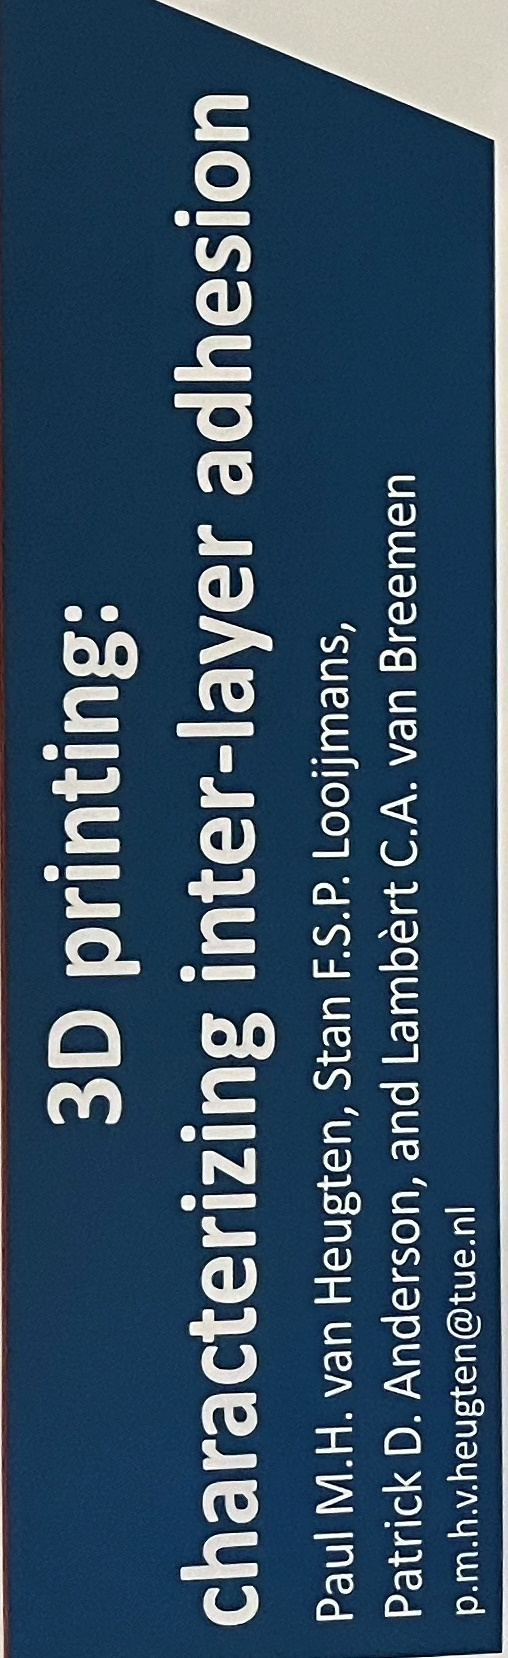 3D printing:
characterizing inter-layer adhesion
Paul M.H. van Heugten, Stan F.S.P. Looijmans,
Patrick D. Anderson, and Lambèrt C.A. van Breemen
p.m.h.v.heugten@tue.nl